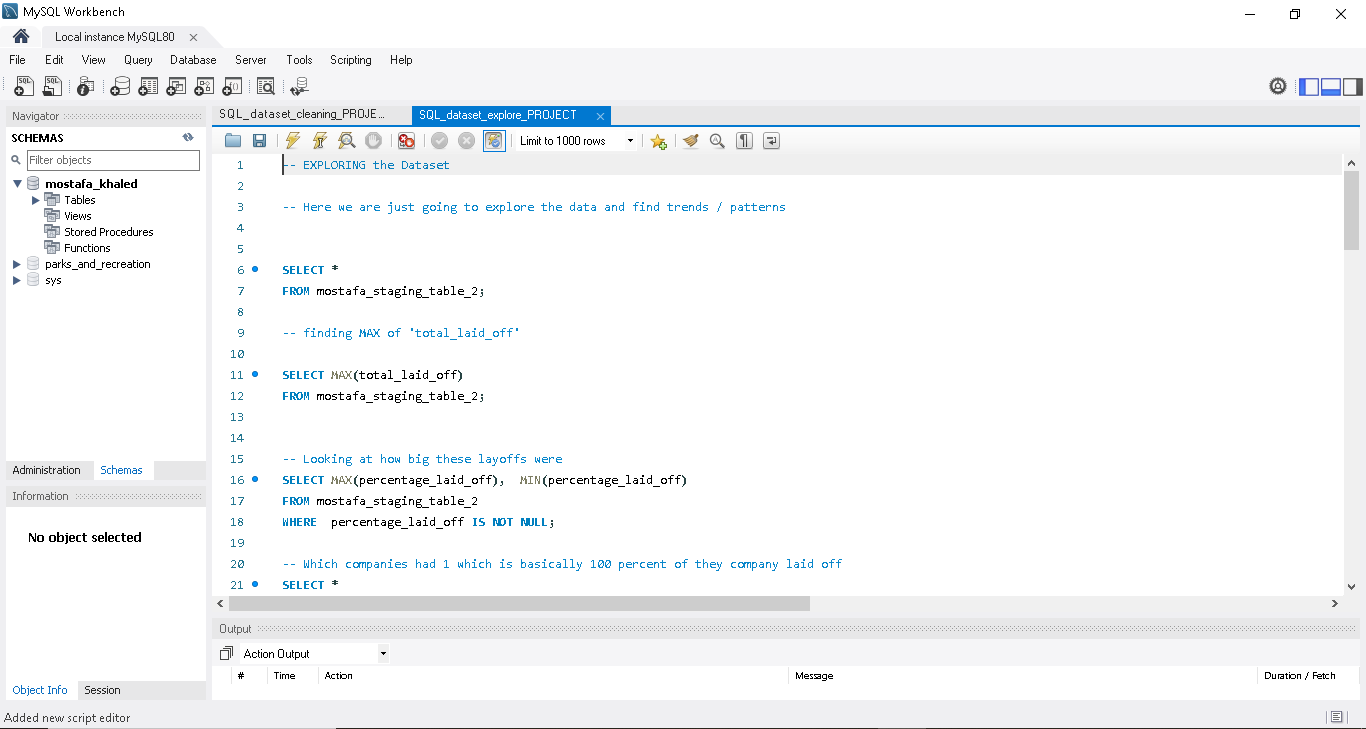 MySQL Workbench
Local instance MySQL80
File Edit View Query Database Server Tools Scripting Help
Navigator
SCHEMAS
Filter objects
mostafa_khaled
Tables
Views
Stored Procedures
Functions
parks_and_recreation
sys
Administration Schemas
Information
No object selected
Object Info Session
SQL_dataset_cleaning_PROJE... SQL_dataset_explore_PROJECT
Limit to 1000 rows
1 -- EXPLORING the Dataset
2
3 -- Here we are just going to explore the data and find trends / patterns
4
5
6 SELECT *
7 FROM mostafa_staging_table_2;
8
9 -- finding MAX of 'total_laid_off'
10
11 SELECT MAX(total_laid_off)
12 FROM mostafa_staging_table_2;
13
14
15 -- Looking at how big these layoffs were
16 SELECT MAX(percentage_laid_off),  MIN(percentage_laid_off)
17 FROM mostafa_staging_table_2
18 WHERE  percentage_laid_off IS NOT NULL;
19
20 -- Which companies had 1 which is basically 100 percent of they company laid off
21 SELECT *
Output
Action Output
# Time Action Message Duration / Fetch
Added new script editor